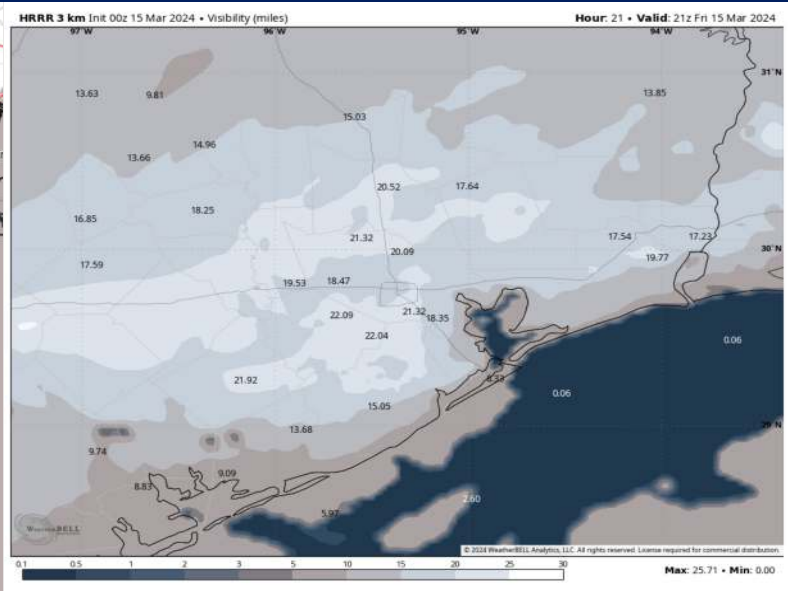 HRRR 3 km Init 00z 15 Mar 2024 • Visibility (miles)
Hour: 21 • Valid: 21z Fri 15 Mar 2024
97°W 96°W 95°W 94°W
31°N
13.63 9.81 13.85
15.03
14.96
13.66
20.52 17.64
18.25
16.85
21.32 17.54 17.23
20.09 30°N
17.59 19.77
19.53 18.47
22.09 21.32 18.35
22.04 0.06
21.92 8.33
0.06
15.05
13.68 29°N
9.74
9.09
8.83
2.60
5.97
WeatherBELL
© 2024 WeatherBELL Analytics, LLC. All rights reserved. License required for commercial distribution.
0.1 0.5 1 2 3 5 10 15 20 25 30
Max: 25.71 • Min: 0.00